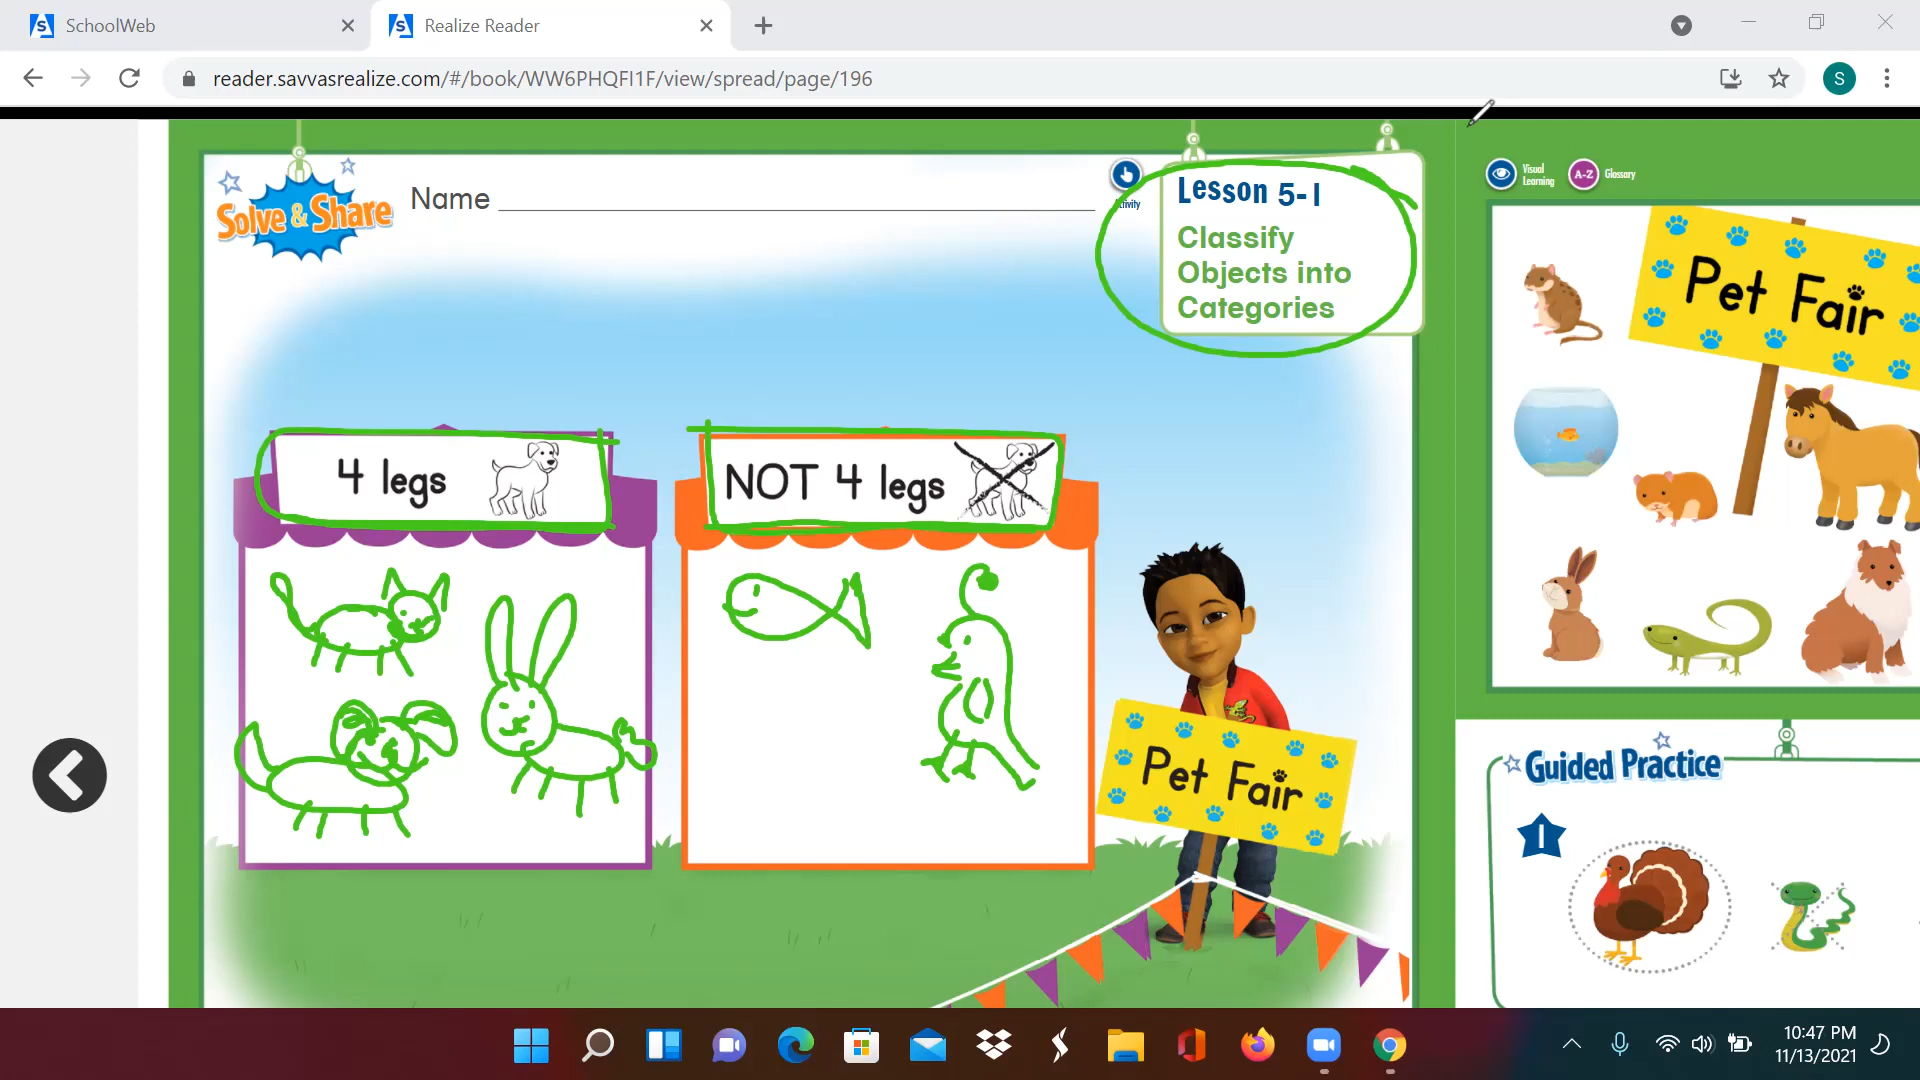 SchoolWeb
Realize Reader
reader.savvasrealize.com/#/book/WW6PHQFI1F/view/spread/page/196
S
Solve & Share
Name
Lesson 5-1
Classify
Objects into
Categories
4 legs
NOT 4 legs
Pet Fair
Visual
Learning
A-Z
Glossary
Pet Fair
Guided Practice
1
10:47 PM
11/13/2021